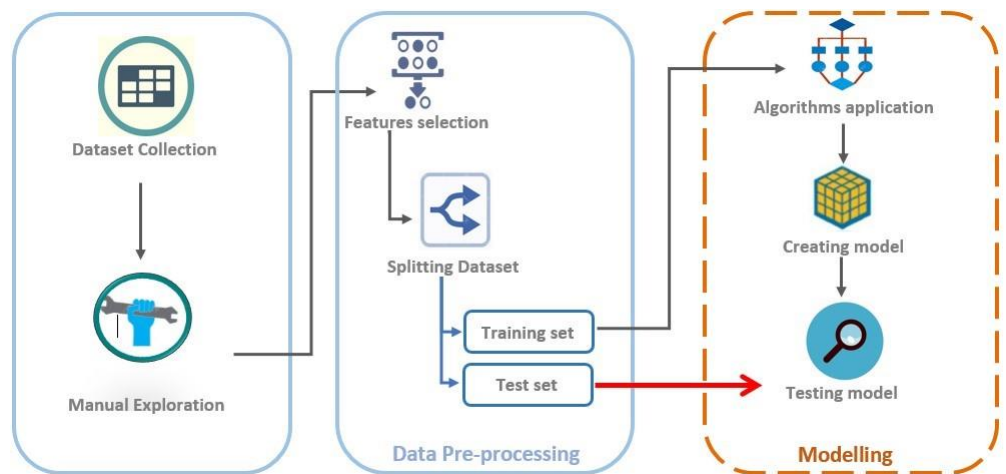 Dataset Collection
Manual Exploration
Features selection
Splitting Dataset
Training set
Test set
Data Pre-processing
Algorithms application
Creating model
Testing model
Modelling